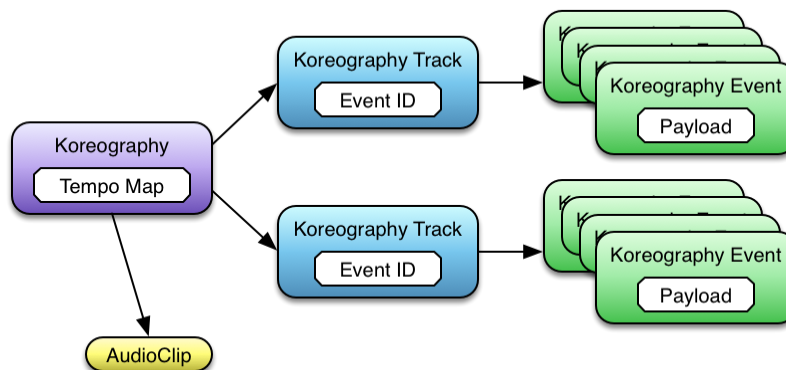 Koreography Track
Event ID
Koreography Event
Payload
Koreography
Tempo Map
Koreography Track
Event ID
Koreography Event
Payload
AudioClip